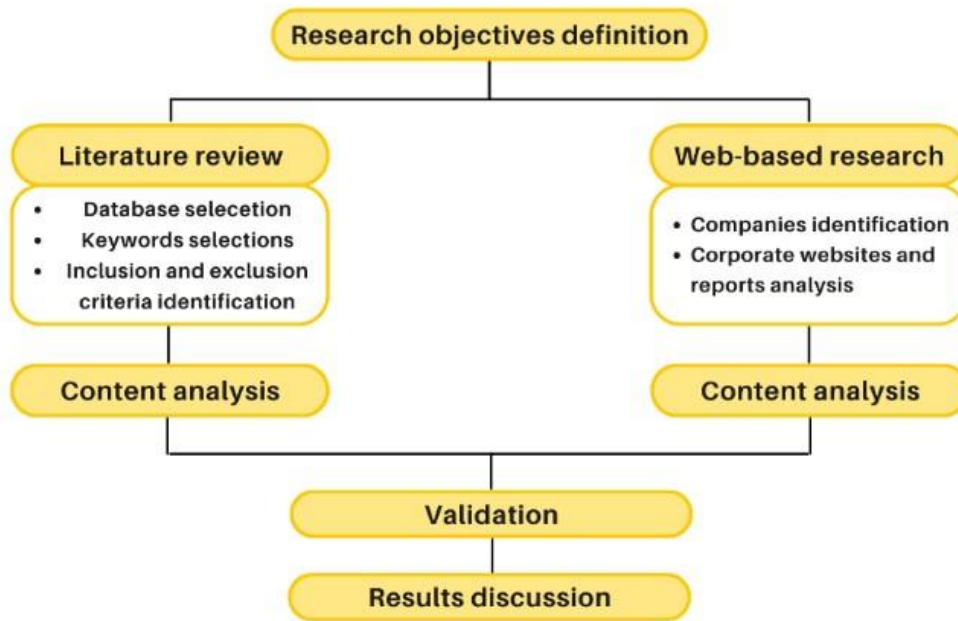 Research objectives definition
Literature review
• Database selecetion
• Keywords selections
• Inclusion and exclusion
criteria identification
Content analysis
Web-based research
• Companies identification
• Corporate websites and
reports analysis
Content analysis
Validation
Results discussion